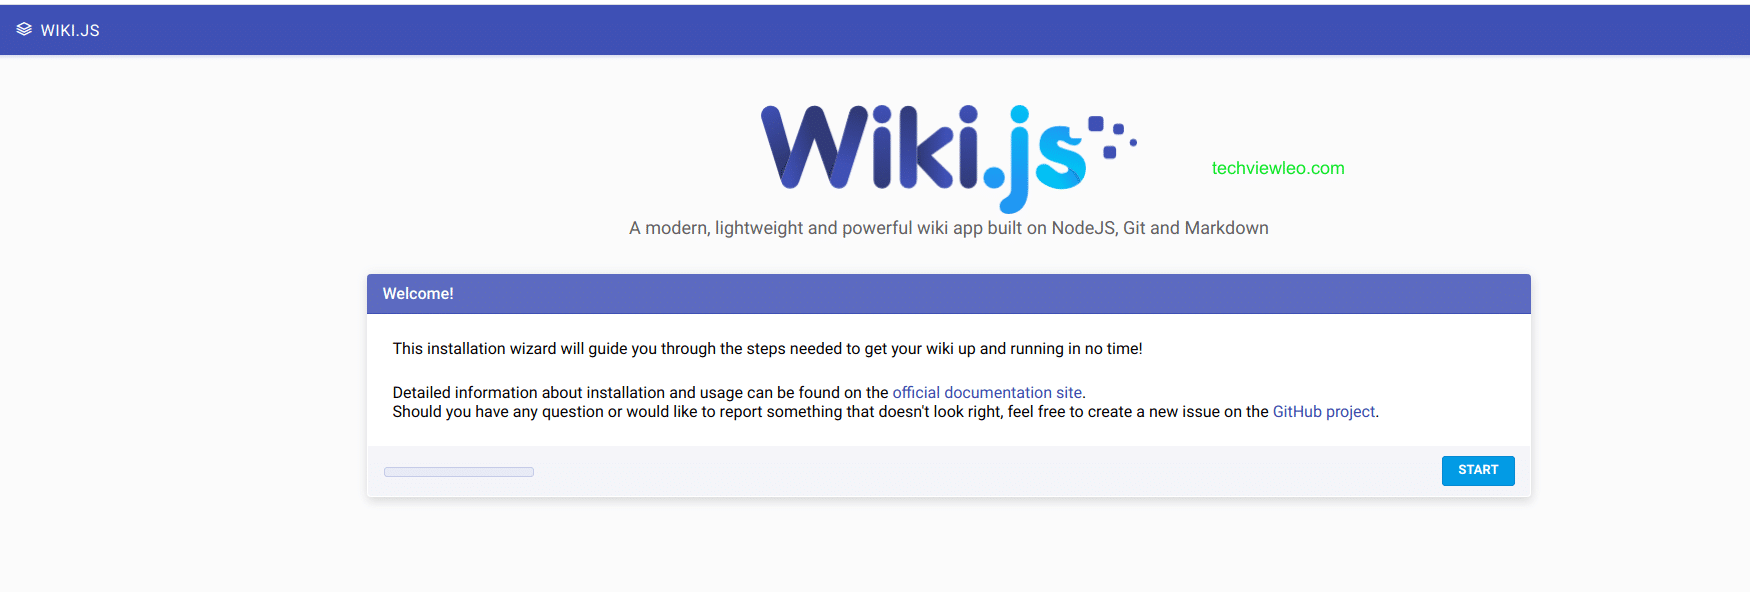 WIKI.JS
Wiki.js
techviewleo.com
A modern, lightweight and powerful wiki app built on NodeJS, Git and Markdown
Welcome!
This installation wizard will guide you through the steps needed to get your wiki up and running in no time!
Detailed information about installation and usage can be found on the official documentation site.
Should you have any question or would like to report something that doesn't look right, feel free to create a new issue on the GitHub project.
START